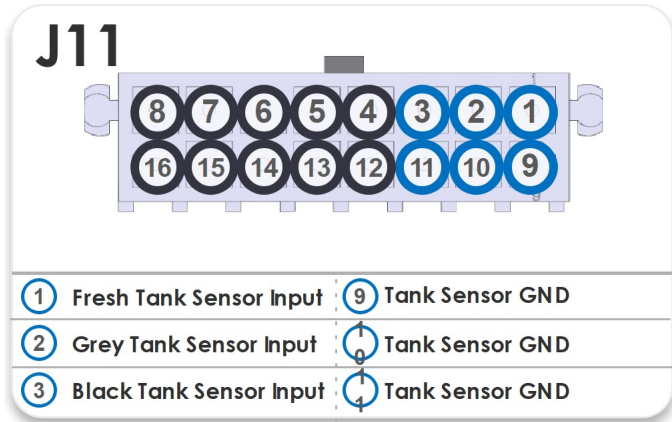 J11
8 7 6 5 4 3 2 1
16 15 14 13 12 11 10 9
1 Fresh Tank Sensor Input 9 Tank Sensor GND
2 Grey Tank Sensor Input 10 Tank Sensor GND
3 Black Tank Sensor Input 11 Tank Sensor GND